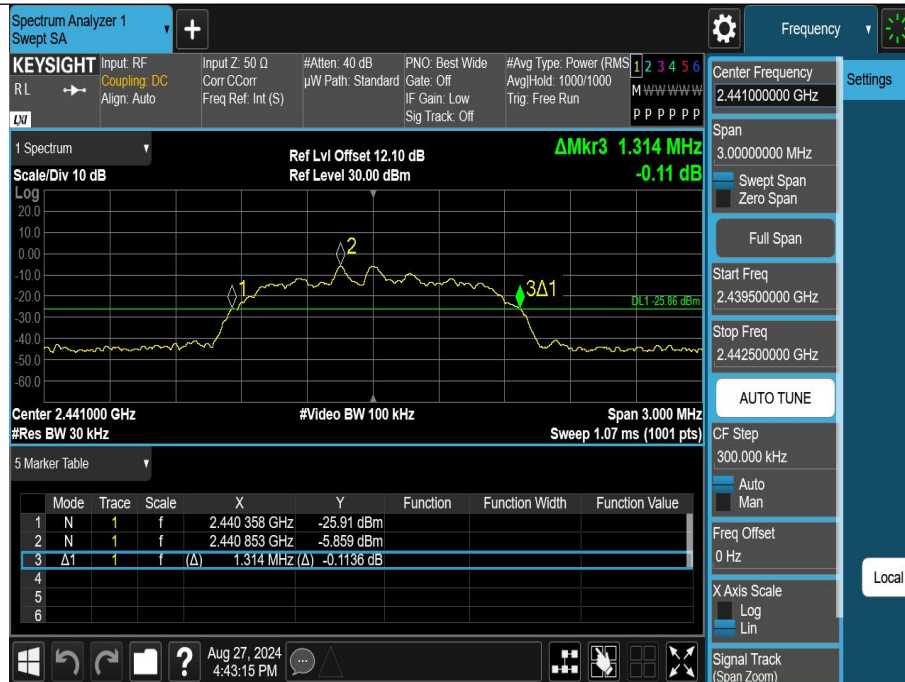 Spectrum Analyzer 1
Swept SA
+
Frequency
KEYSIGHT
RL
LXI
Input: RF
Coupling: DC
Align: Auto
Input Z: 50 Ω
Corr CCorr
Freq Ref: Int (S)
#Atten: 40 dB
µW Path: Standard
PNO: Best Wide
Gate: Off
IF Gain: Low
Sig Track: Off
#Avg Type: Power (RMS
Avg|Hold: 1000/1000
Trig: Free Run
1 2 3 4 5 6
M W W W W W
P P P P P P
1 Spectrum
Scale/Div 10 dB
Ref Lvl Offset 12.10 dB
Ref Level 30.00 dBm
ΔMkr3 1.314 MHz
-0.11 dB
Log
20.0
10.0
0.00
-10.0
-20.0
-30.0
-40.0
-50.0
-60.0
1
2
3Δ1
DL1 -25.86 dBm
Center 2.441000 GHz
#Video BW 100 kHz
Span 3.000 MHz
#Res BW 30 kHz
Sweep 1.07 ms (1001 pts)
5 Marker Table
Mode Trace Scale X Y Function Function Width Function Value
1 N 1 f 2.440 358 GHz -25.91 dBm
2 N 1 f 2.440 853 GHz -5.859 dBm
3 Δ1 1 f (Δ) 1.314 MHz (Δ) -0.1136 dB
4
5
6
?
Aug 27, 2024
4:43:15 PM
Center Frequency
2.441000000 GHz
Span
3.00000000 MHz
Swept Span
Zero Span
Full Span
Start Freq
2.439500000 GHz
Stop Freq
2.442500000 GHz
AUTO TUNE
CF Step
300.000 kHz
Auto
Man
Freq Offset
0 Hz
X Axis Scale
Log
Lin
Signal Track
(Span Zoom)
Settings
Local